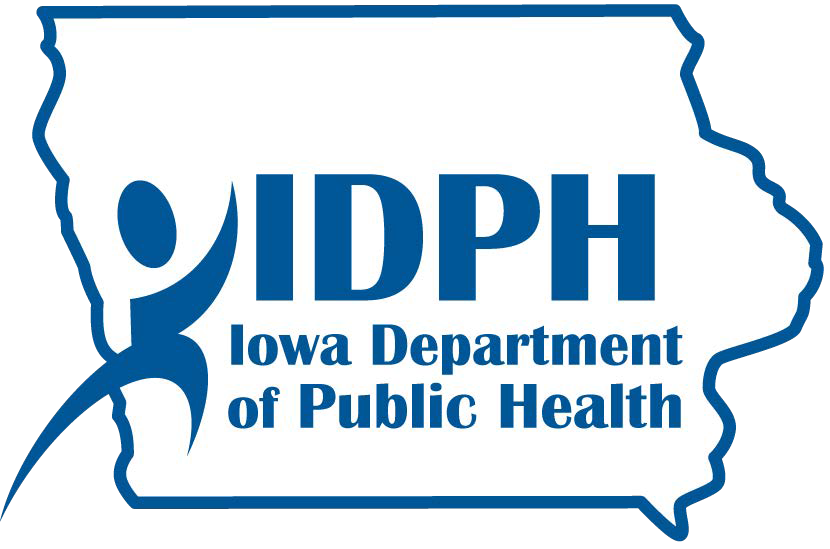 IDPH
Iowa Department
of Public Health